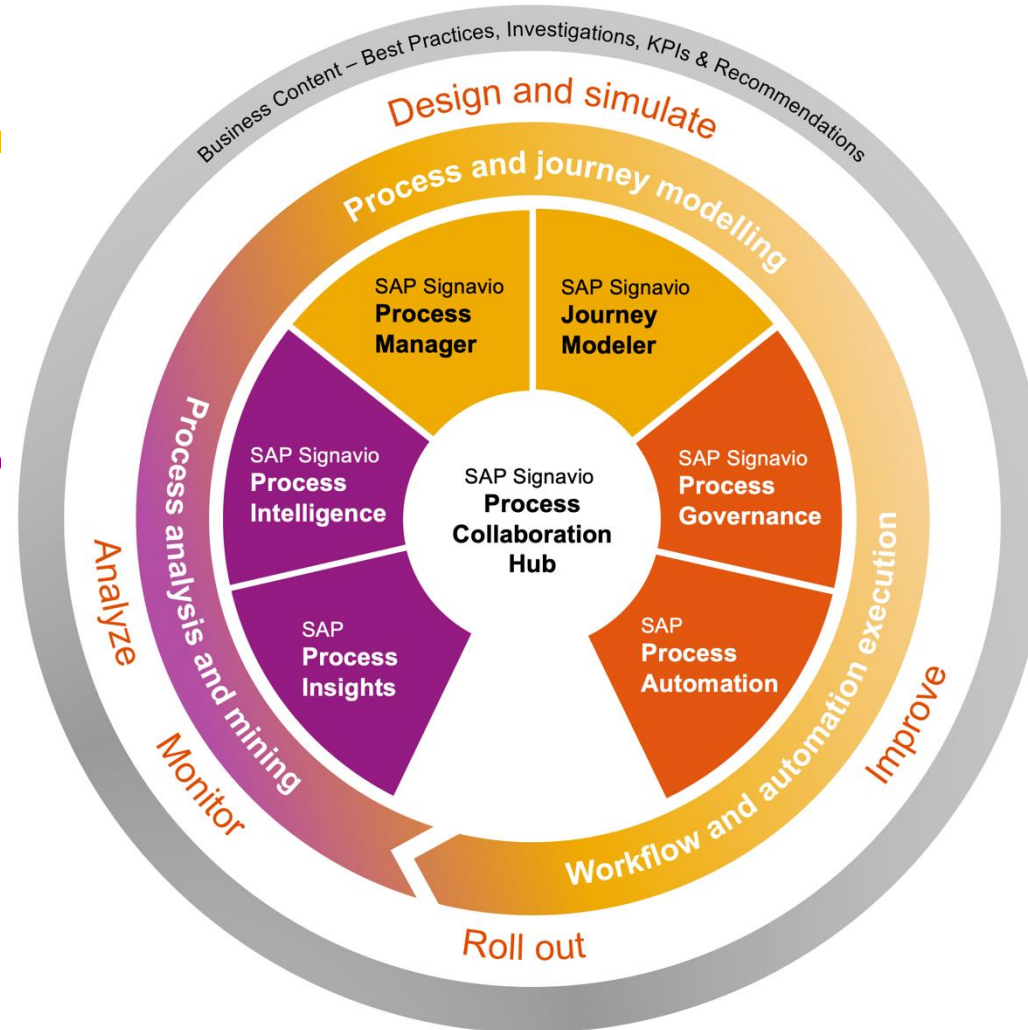 Business Content – Best Practices, Investigations, KPIs & Recommendations
Design and simulate
Process and journey modelling
SAP Signavio
Process
Manager
SAP Signavio
Journey
Modeler
SAP Signavio
Process
Intelligence
SAP Signavio
Process
Collaboration
Hub
SAP Signavio
Process
Governance
SAP
Process
Insights
SAP
Process
Automation
Process analysis and mining
Workflow and automation execution
Analyze
Monitor
Improve
Roll out